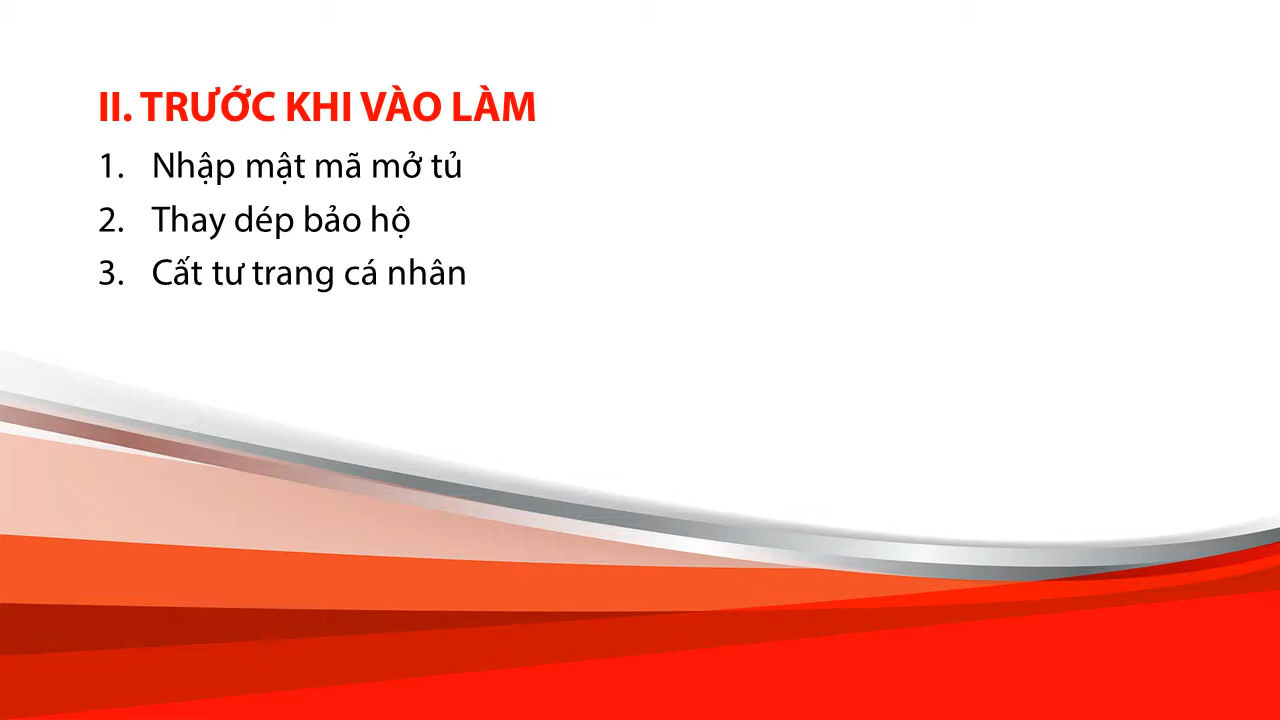 II. TRƯỚC KHI VÀO LÀM
1. Nhập mật mã mở tủ
2. Thay dép bảo hộ
3. Cất tư trang cá nhân